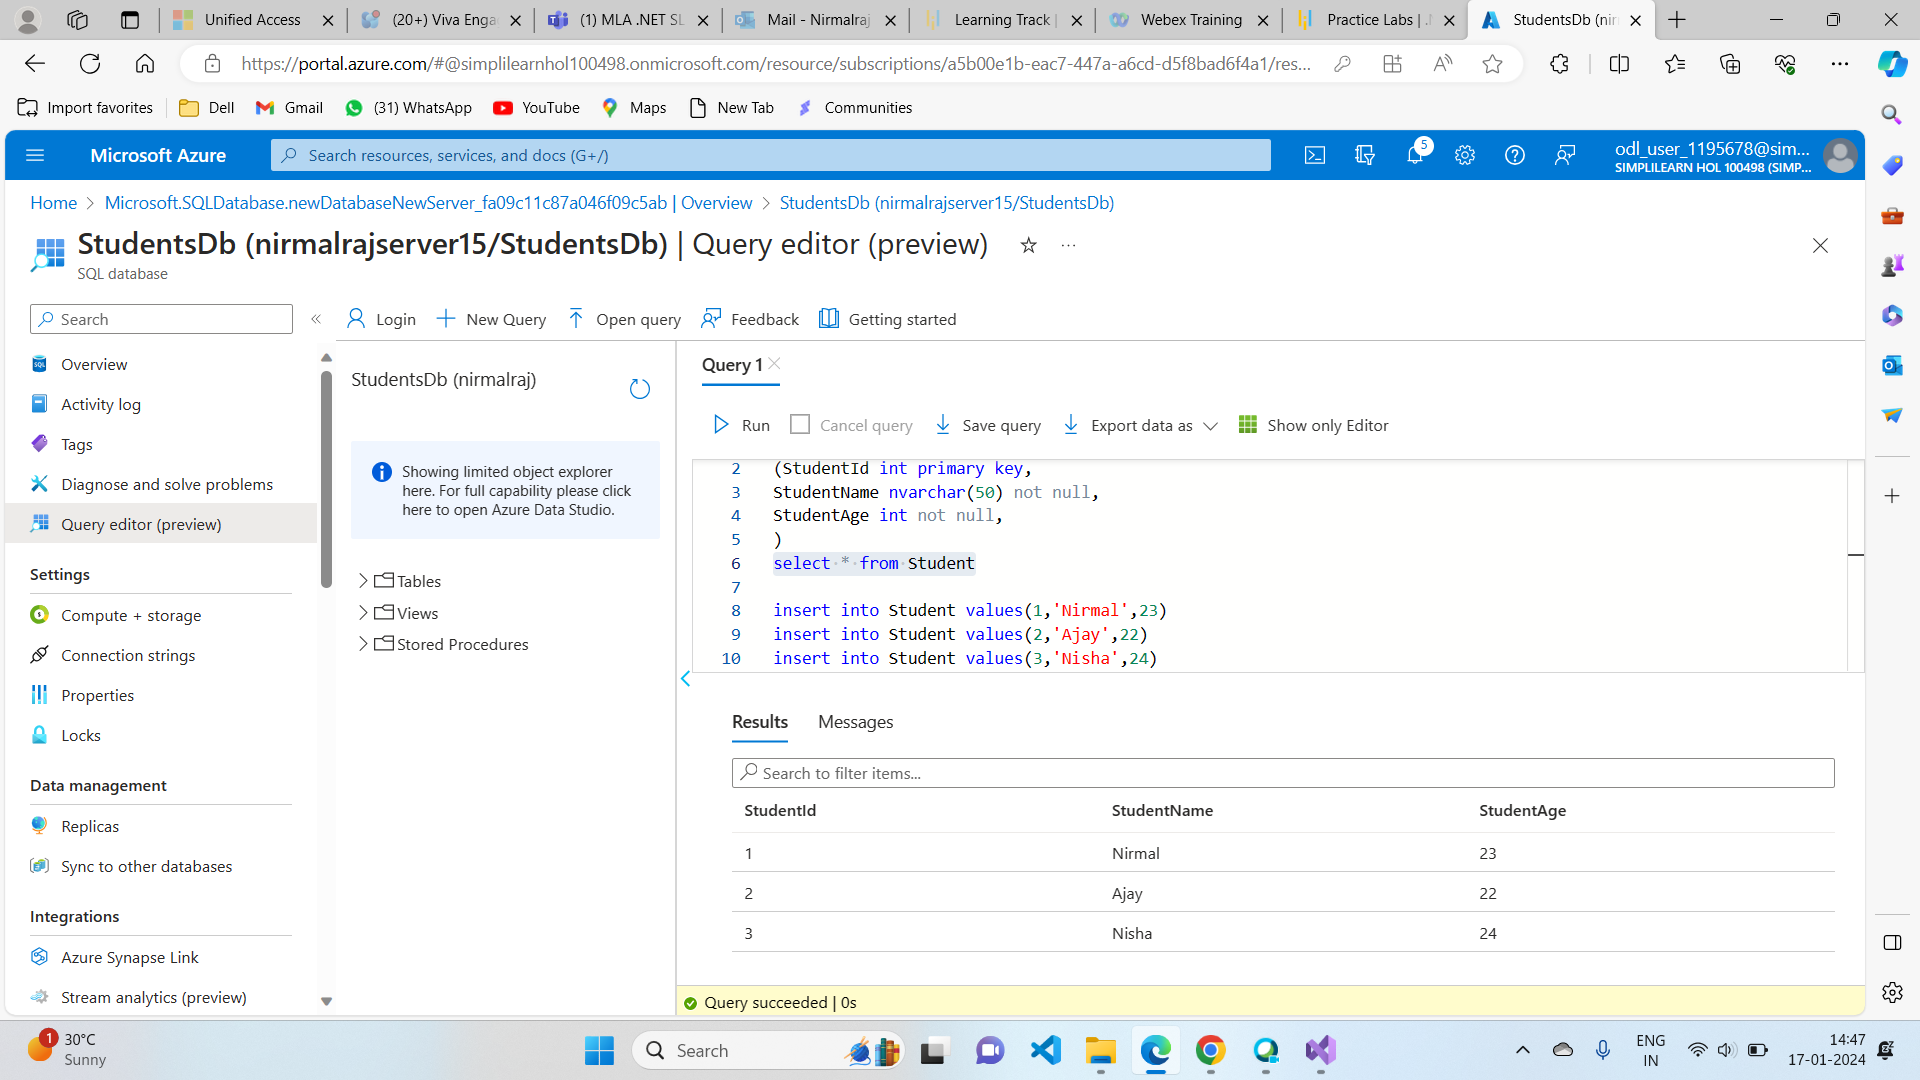 Unified Access
(20+) Viva Enga
(1) MLA .NET SL
Mail - Nirmalraj
Learning Track |
Webex Training
Practice Labs | .N
StudentsDb (nir
https://portal.azure.com/#@simplilearnhol100498.onmicrosoft.com/resource/subscriptions/a5b00e1b-eac7-447a-a6cd-d5f8bad6f4a1/res...
Import favorites
Dell
Gmail
(31) WhatsApp
YouTube
Maps
New Tab
Communities
Microsoft Azure
Search resources, services, and docs (G+/)
5
odl_user_1195678@sim...
SIMPLILEARN HOL 100498 (SIMP...
Home > Microsoft.SQLDatabase.newDatabaseNewServer_fa09c11c87a046f09c5ab | Overview > StudentsDb (nirmalrajserver15/StudentsDb)
StudentsDb (nirmalrajserver15/StudentsDb) | Query editor (preview)
SQL database
Search
Login
New Query
Open query
Feedback
Getting started
Overview
Activity log
Tags
Diagnose and solve problems
Query editor (preview)
Settings
Compute + storage
Connection strings
Properties
Locks
Data management
Replicas
Sync to other databases
Integrations
Azure Synapse Link
Stream analytics (preview)
StudentsDb (nirmalraj)
Showing limited object explorer
here. For full capability please click
here to open Azure Data Studio.
Tables
Views
Stored Procedures
Query 1
Run
Cancel query
Save query
Export data as
Show only Editor
2 (StudentId int primary key,
3 StudentName nvarchar(50) not null,
4 StudentAge int not null,
5 )
6 select * from Student
7
8 insert into Student values(1,'Nirmal',23)
9 insert into Student values(2,'Ajay',22)
10 insert into Student values(3,'Nisha',24)
Results
Messages
Search to filter items...
StudentId StudentName StudentAge
1 Nirmal 23
2 Ajay 22
3 Nisha 24
Query succeeded | 0s
1
30°C
Sunny
Search
ENG
IN
14:47
17-01-2024